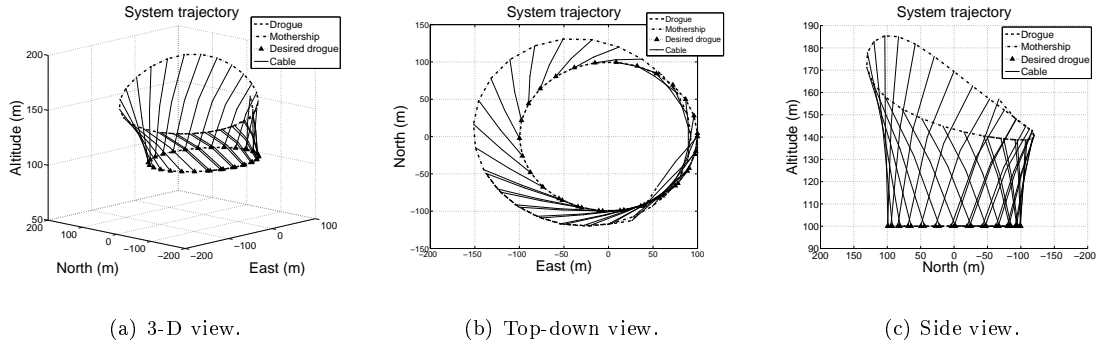 System trajectory
Drogue
Mothership
Desired drogue
Cable
200
150
100
50
Altitude (m)
200
100
0
−100
−200
North (m)
−200
−100
0
100
East (m)
(a) 3-D view.
System trajectory
Drogue
Mothership
Desired drogue
Cable
150
100
50
0
−50
−100
−150
North (m)
−200
−150
−100
−50
0
50
100
East (m)
(b) Top-down view.
System trajectory
Drogue
Mothership
Desired drogue
Cable
190
180
170
160
150
140
130
120
110
100
90
Altitude (m)
200
150
100
50
0
−50
−100
−150
−200
North (m)
(c) Side view.